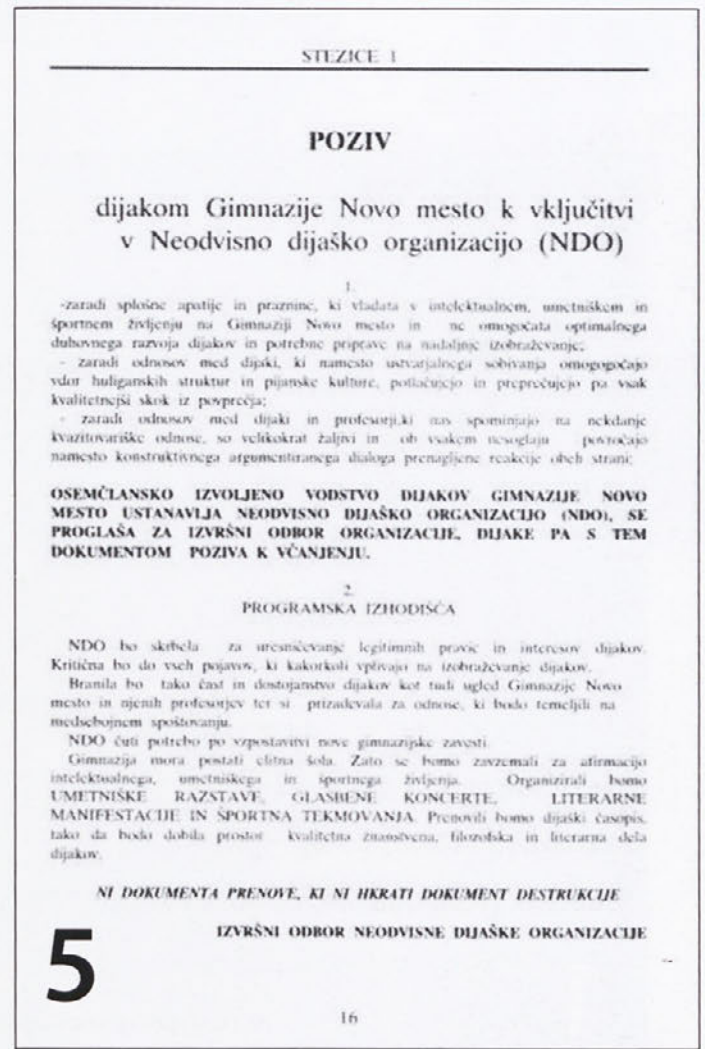 STEZICE 1
POZIV
dijakom Gimnazije Novo mesto k vključitvi
v Neodvisno dijaško organizacijo (NDO)
1.
-zaradi splošne apatije in praznine, ki vladata v intelektualnem, umetniškem in
športnem življenju na Gimnaziji Novo mesto in ne omogočata optimalnega
duhovnega razvoja dijakov in potrebne priprave na nadaljnje izobraževanje;
- zaradi odnosov med dijaki, ki namesto ustvarjalnega sobivanja omogogočajo
vdor huliganskih struktur in pijanske kulture, potlačujejo in preprečujejo pa vsak
kvalitetnejši skok iz povprečja;
- zaradi odnosov med dijaki in profesorji,ki nas spominjajo na nekdanje
kvazitovariške odnose, so velikokrat žaljivi in ob vsakem nesoglaju povročajo
namesto konstruktivnega argumentiranega dialoga prenagljene reakcije obeh strani;
OSEMČLANSKO IZVOLJENO VODSTVO DIJAKOV GIMNAZIJE NOVO
MESTO USTANAVLJA NEODVISNO DIJAŠKO ORGANIZACIJO (NDO), SE
PROGLAŠA ZA IZVRŠNI ODBOR ORGANIZACIJE, DIJAKE PA S TEM
DOKUMENTOM POZIVA K VČANJENJU.
2.
PROGRAMSKA IZHODIŠČA
NDO bo skrbela za uresničevanje legitimnih pravic in interesov dijakov.
Kritična bo do vseh pojavov, ki kakorkoli vplivajo na izobraževanje dijakov.
Branila bo tako čast in dostojanstvo dijakov kot tudi ugled Gimnazije Novo
mesto in njenih profesorjev ter si prizadevala za odnose, ki bodo temeljili na
medsebojnem spoštovanju.
NDO čuti potrebo po vzpostavitvi nove gimnazijske zavesti.
Gimnazija mora postati elitna šola. Zato se bomo zavzemali za afirmacijo
intelektualnega, umetniškega in športnega življenja. Organizirali bomo
UMETNIŠKE RAZSTAVE, GLASBENE KONCERTE, LITERARNE
MANIFESTACIJE IN ŠPORTNA TEKMOVANJA. Prenovili bomo dijaški časopis,
tako da bodo dobila prostor kvalitetna znanstvena, filozofska in literarna dela
dijakov.
NI DOKUMENTA PRENOVE, KI NI HKRATI DOKUMENT DESTRUKCIJE
IZVRŠNI ODBOR NEODVISNE DIJAŠKE ORGANIZACIJE
5
16